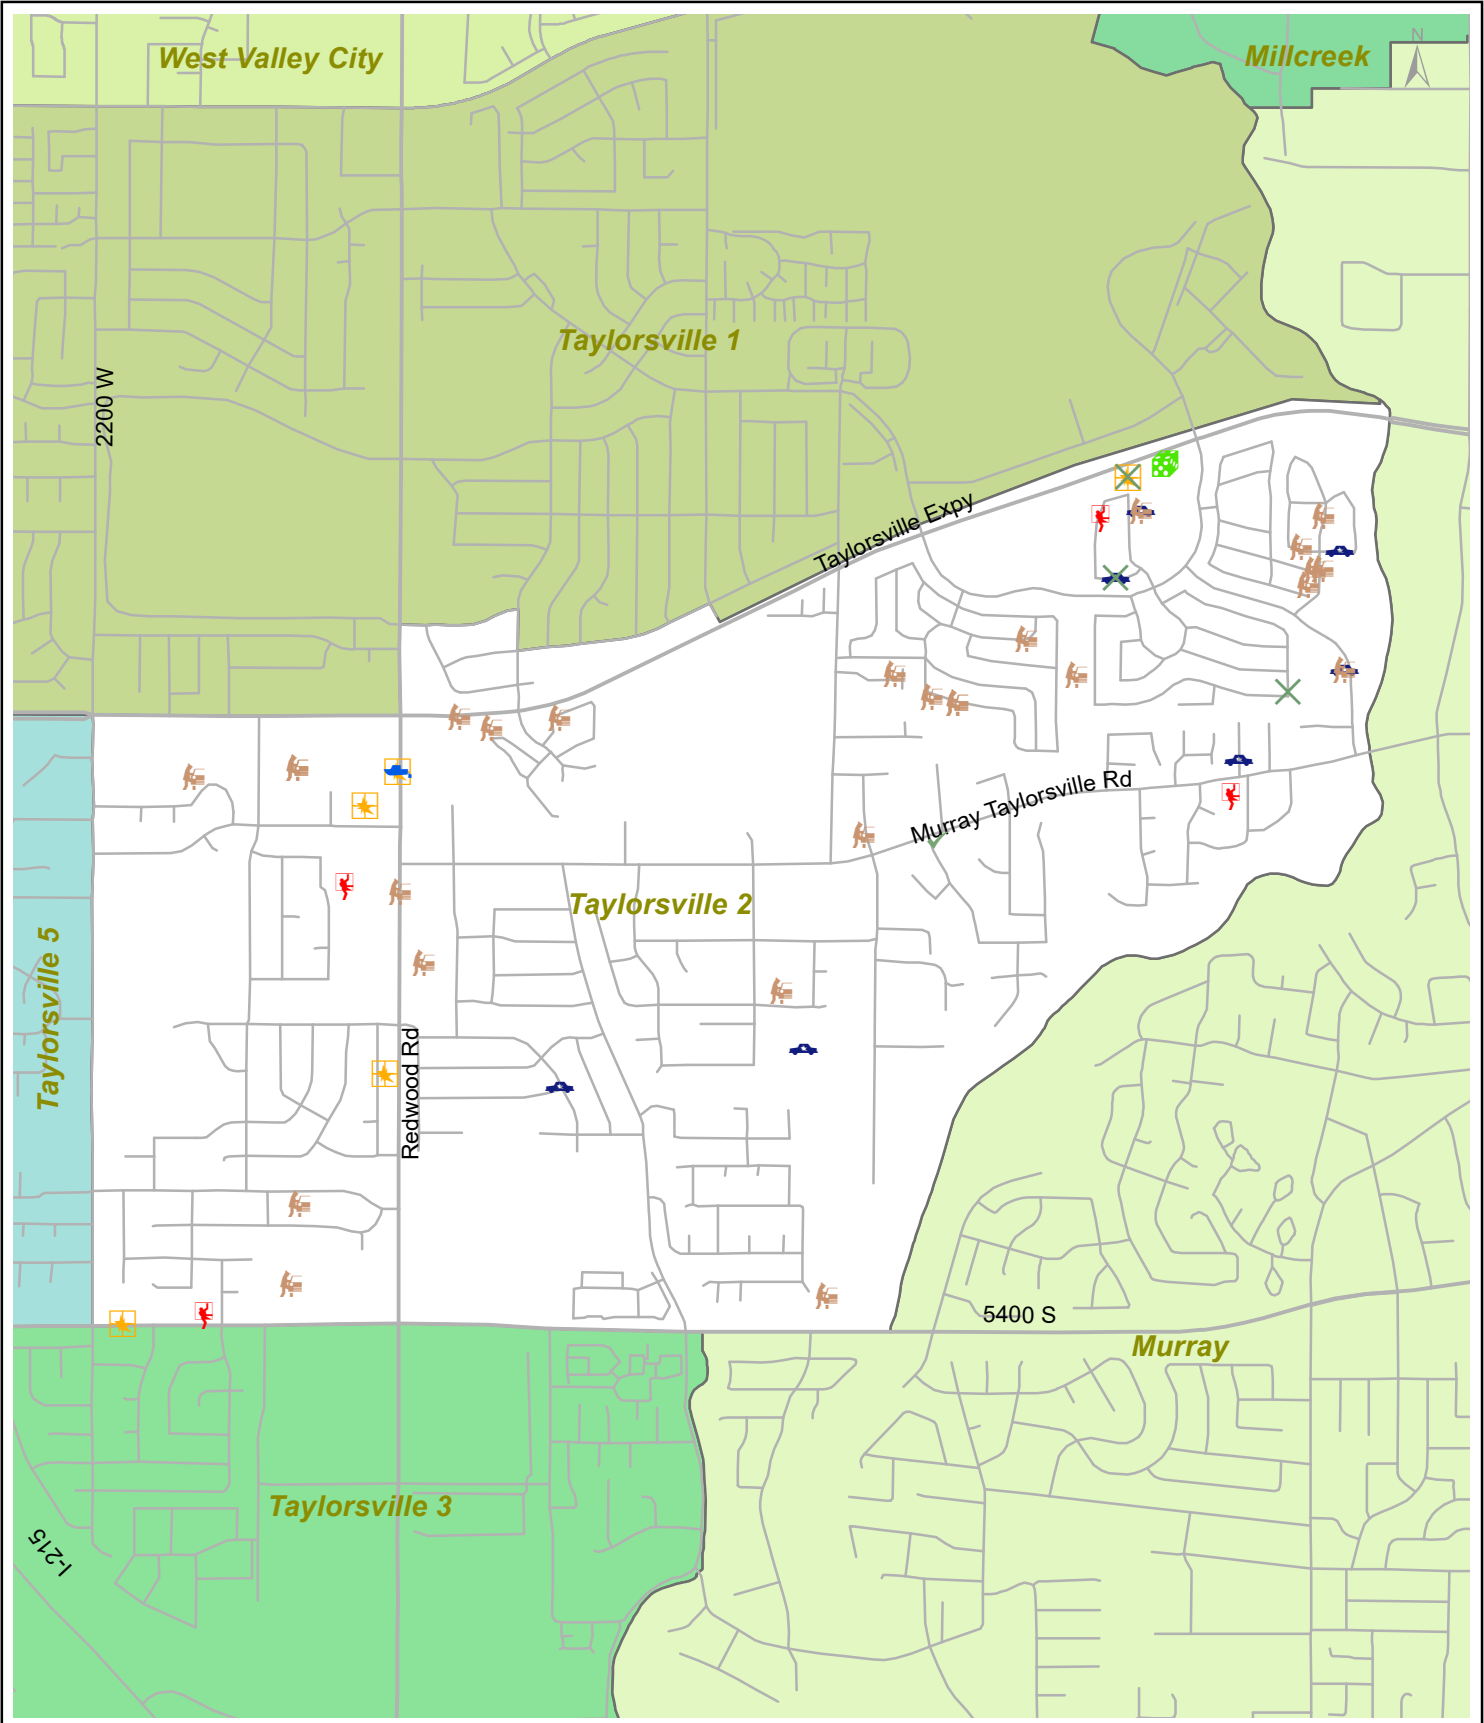 West Valley City
Millcreek
N
Taylorsville 1
2200 W
Taylorsville Expy
Murray Taylorsville Rd
Taylorsville 2
Taylorsville 5
Redwood Rd
5400 S
Murray
Taylorsville 3
I-215